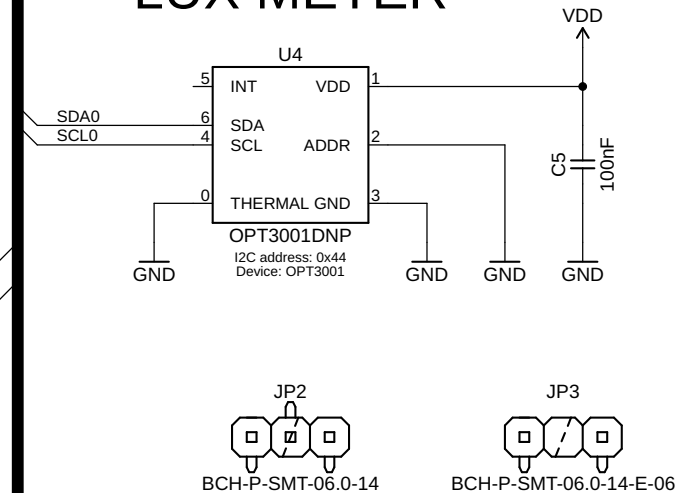 LUX METER
VDD
U4
5 INT VDD 1
SDA0 6 SDA
SCL0 4 SCL ADDR 2
C5 100nF
0 THERMAL GND 3
OPT3001DNP
I2C address: 0x44
Device: OPT3001
GND GND GND GND
JP2 JP3
BCH-P-SMT-06.0-14 BCH-P-SMT-06.0-14-E-06